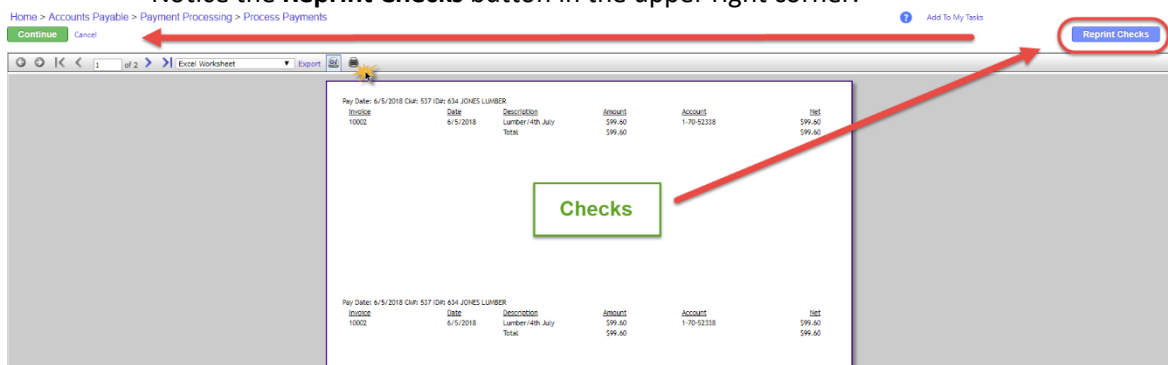 Notice the Reprint Checks button in the upper right corner.
Home > Accounts Payable > Payment Processing > Process Payments
? Add To My Tasks
Continue Cancel
Reprint Checks
1 of 2 Excel Worksheet Export
Pay Date: 6/5/2018 Ck#: 537 ID#: 634 JONES LUMBER
Invoice Date Description Amount Account Net
10002 6/5/2018 Lumber/4th July $99.60 1-70-52338 $99.60
Total $99.60 $99.60
Checks
Pay Date: 6/5/2018 Ck#: 537 ID#: 634 JONES LUMBER
Invoice Date Description Amount Account Net
10002 6/5/2018 Lumber/4th July $99.60 1-70-52338 $99.60
Total $99.60 $99.60